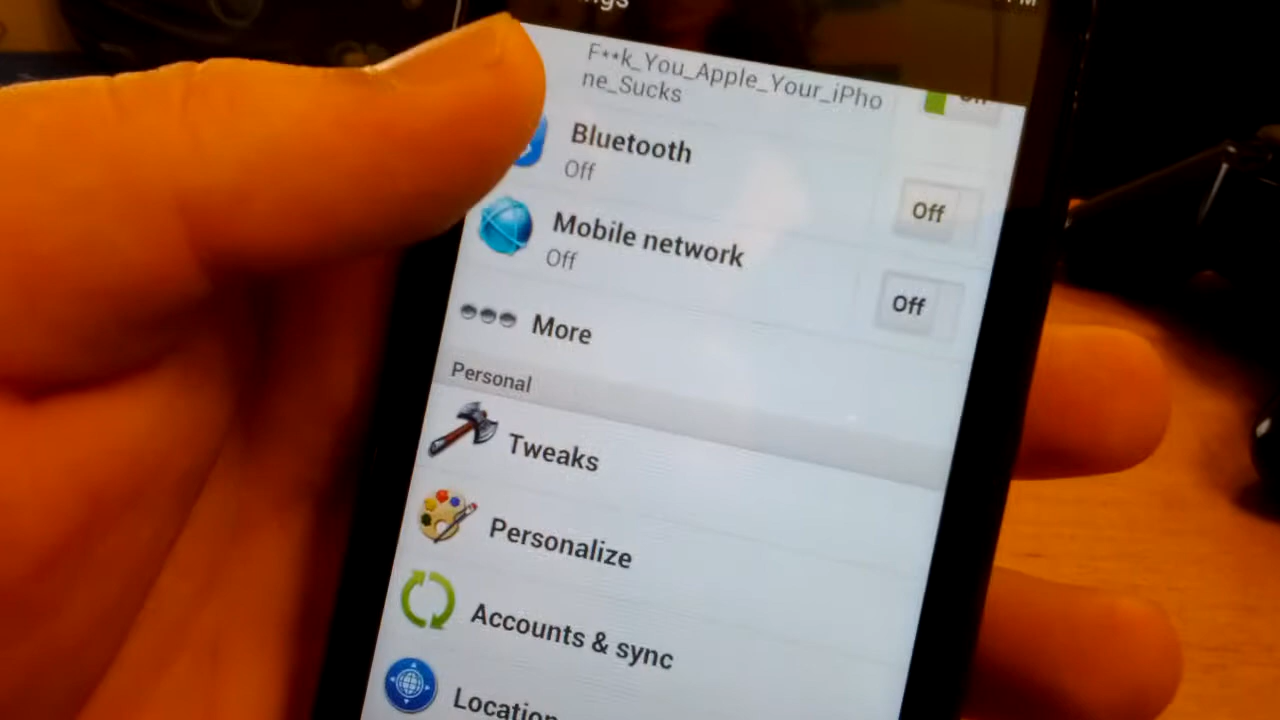 F**k_You_Apple_Your_iPho
ne_Sucks
Bluetooth
Off
Off
Mobile network
Off
Off
More
Personal
Tweaks
Personalize
Accounts & sync
Location